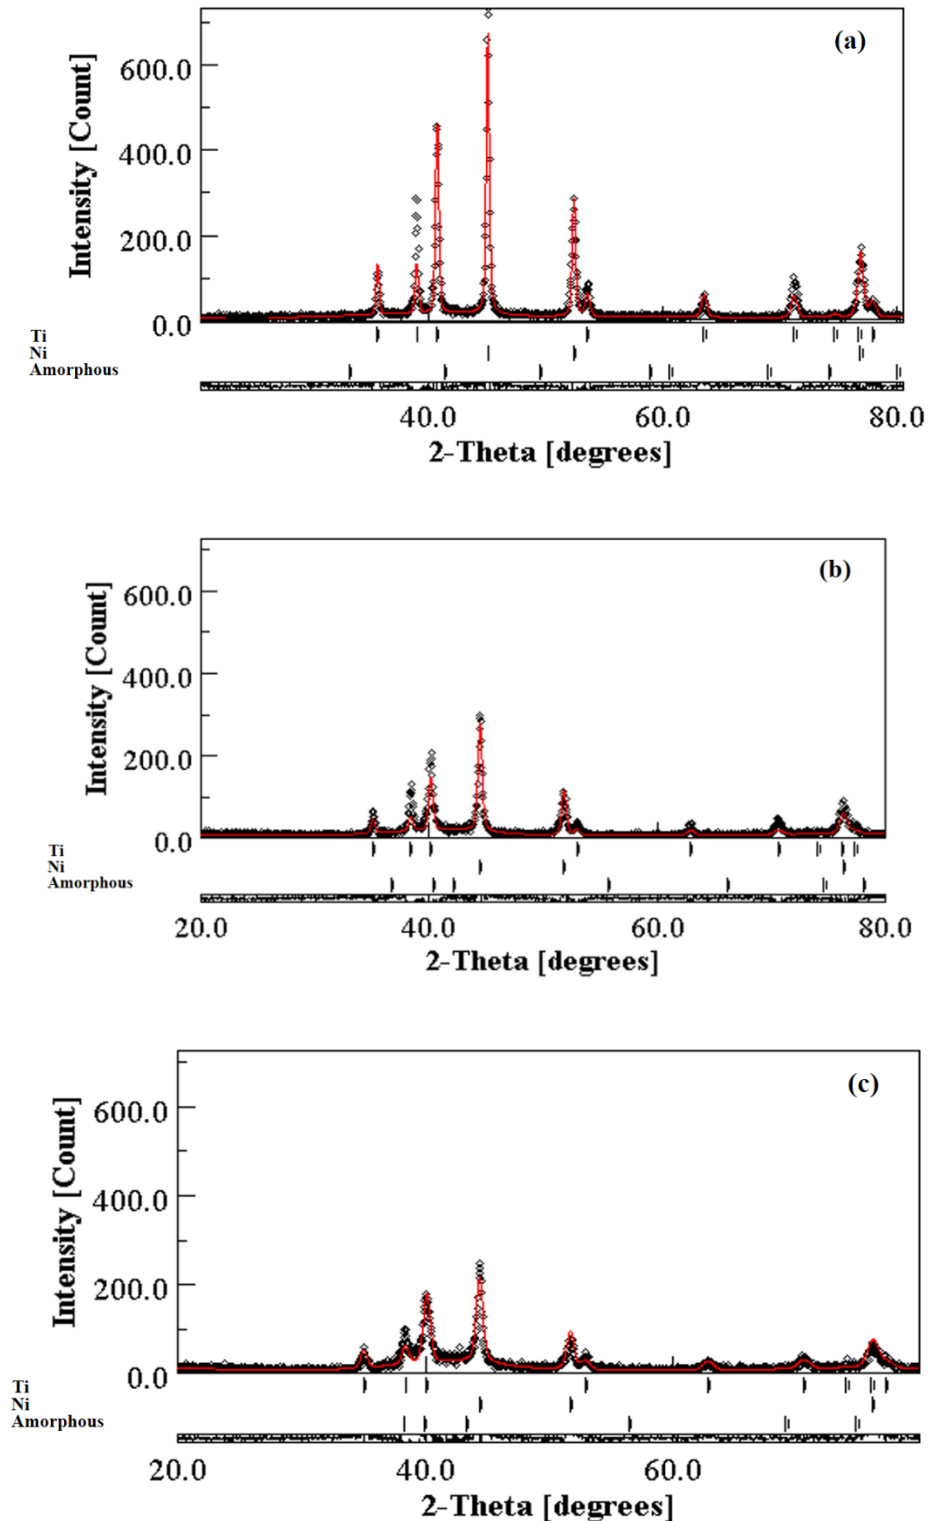 (a)
Intensity [Count]
600.0
400.0
200.0
0.0
Ti
Ni
Amorphous
40.0 60.0 80.0
2-Theta [degrees]
(b)
Intensity [Count]
600.0
400.0
200.0
0.0
Ti
Ni
Amorphous
20.0 40.0 60.0 80.0
2-Theta [degrees]
(c)
Intensity [Count]
600.0
400.0
200.0
0.0
Ti
Ni
Amorphous
20.0 40.0 60.0
2-Theta [degrees]